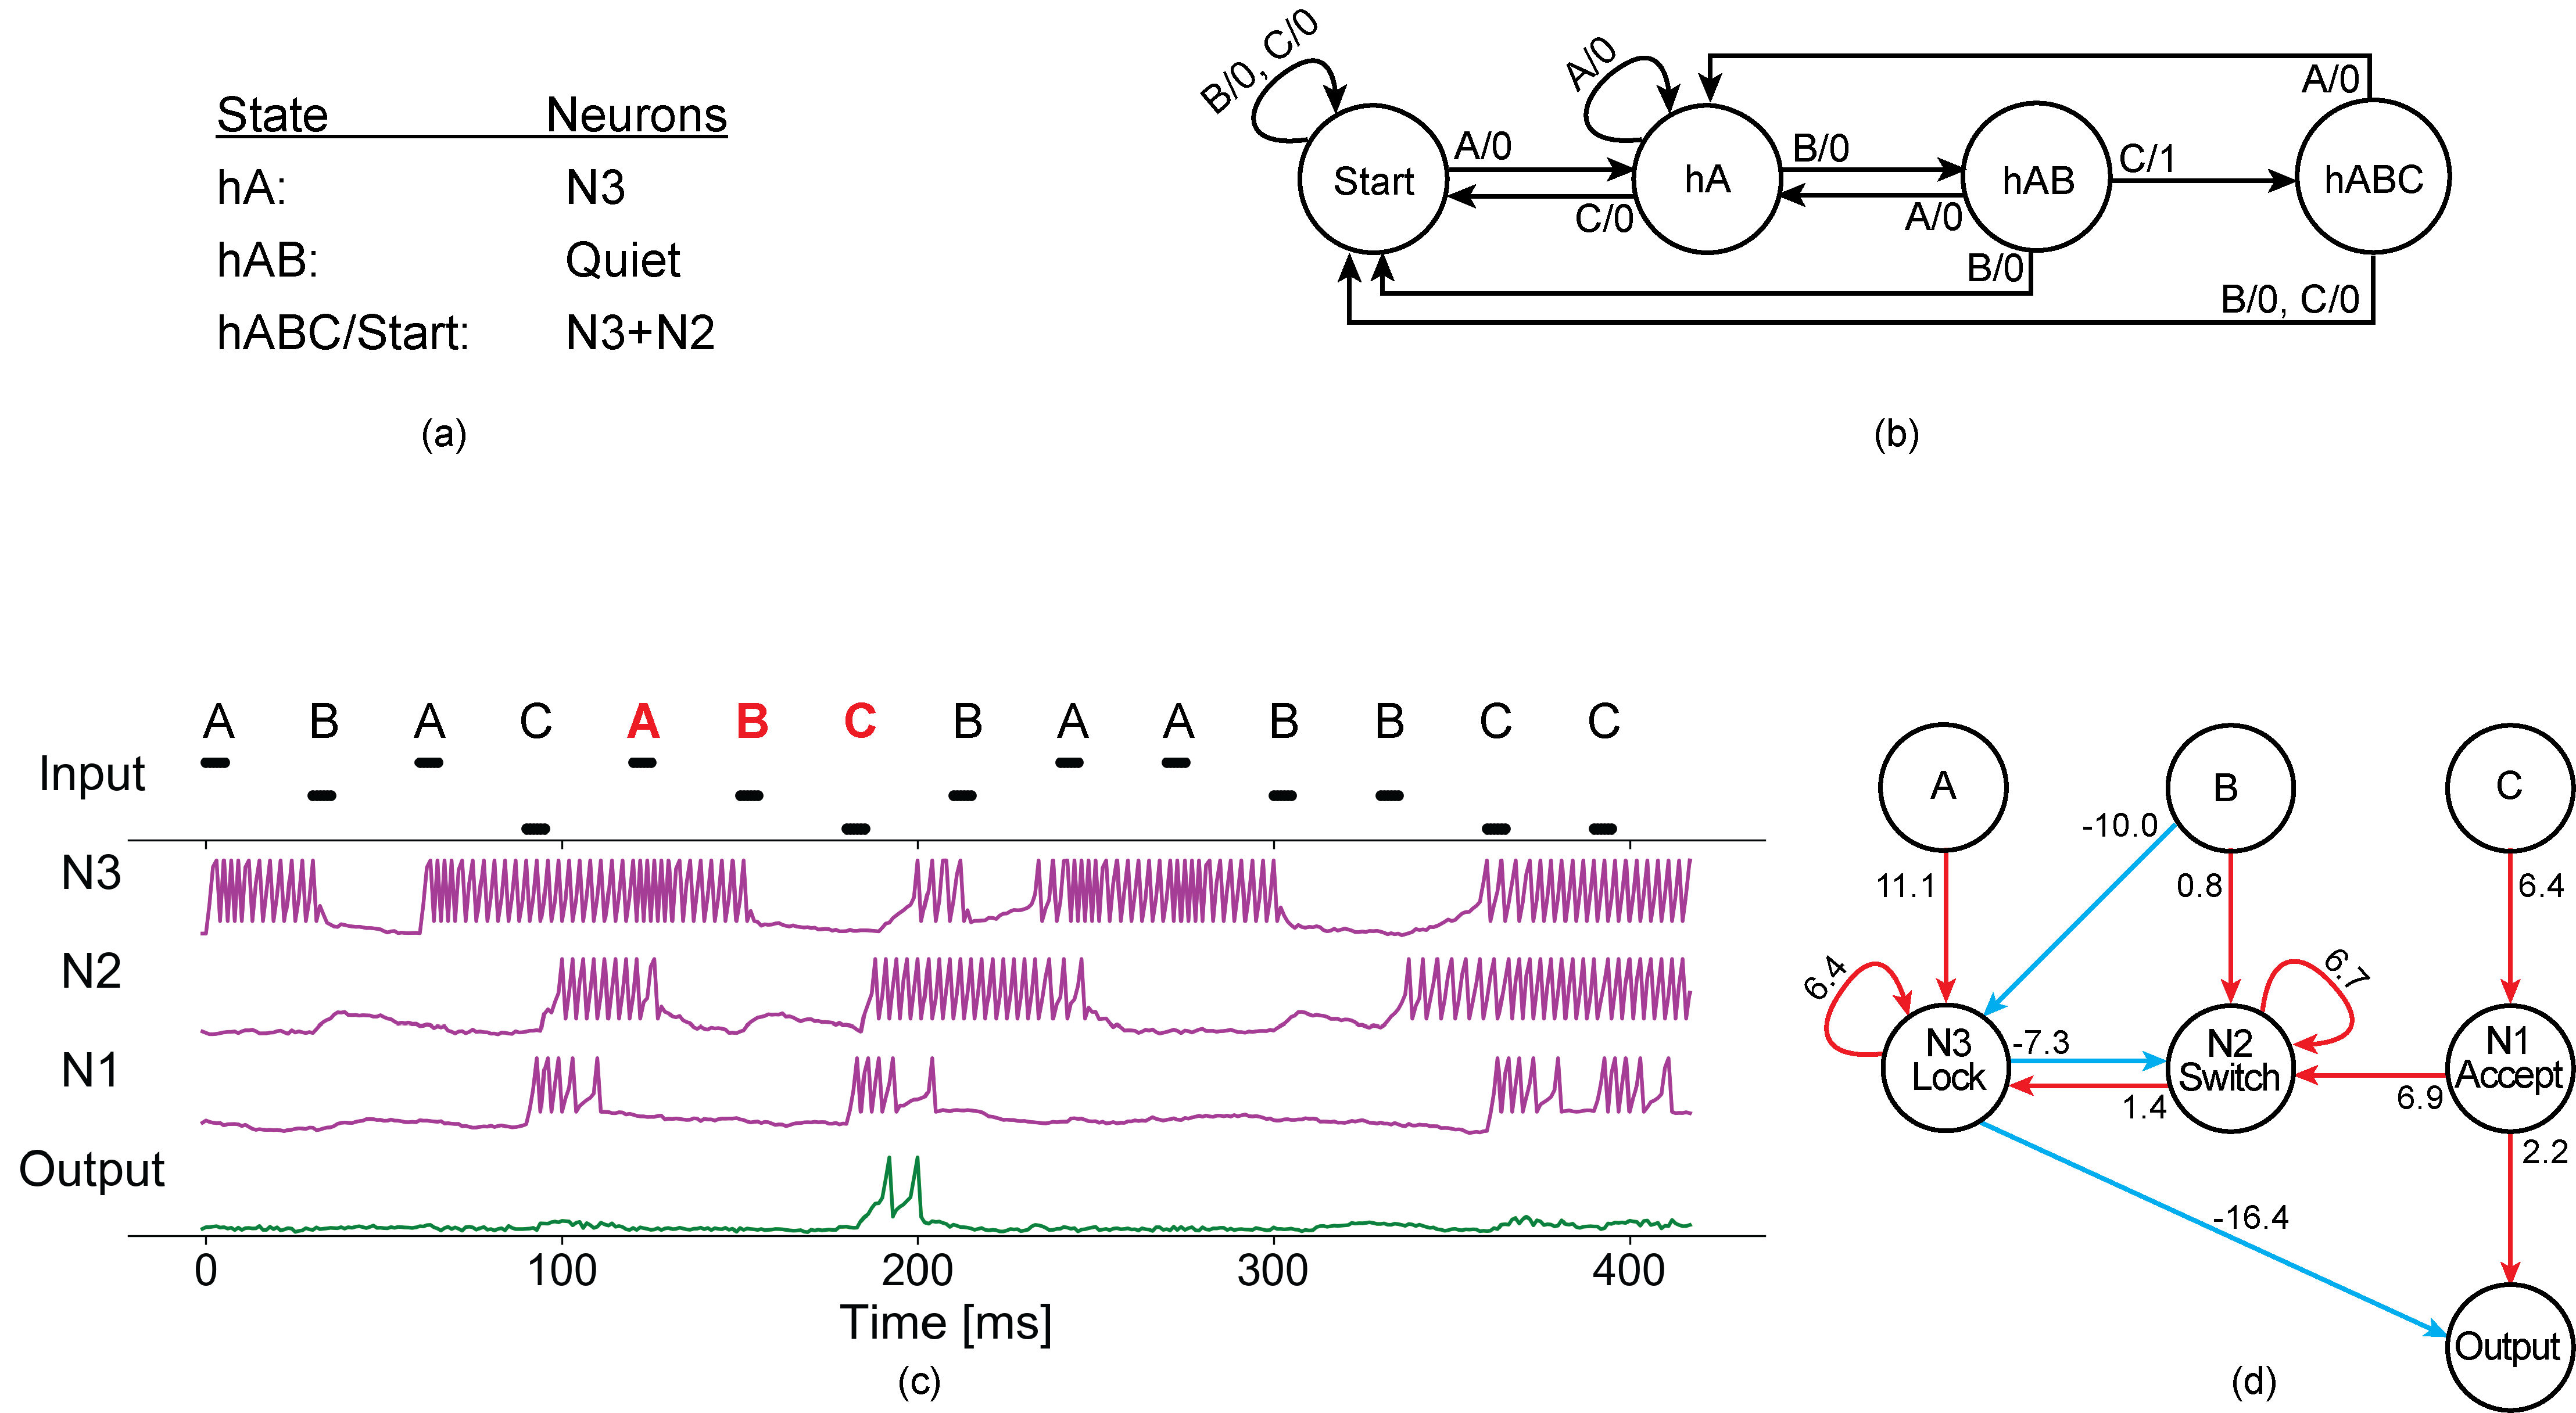 State Neurons
hA: N3
hAB: Quiet
hABC/Start: N3+N2
(a)
B/0, C/0
A/0
A/0
A/0
B/0
C/1
Start
hA
hAB
hABC
C/0
A/0
B/0
B/0, C/0
(b)
A B A C A B C B A A B B C C
Input
N3
N2
N1
Output
0 100 200 300 400
Time [ms]
(c)
A
B
C
-10.0
11.1
0.8
6.4
6.4
6.7
N3
Lock
-7.3
N2
Switch
N1
Accept
1.4
6.9
2.2
-16.4
Output
(d)